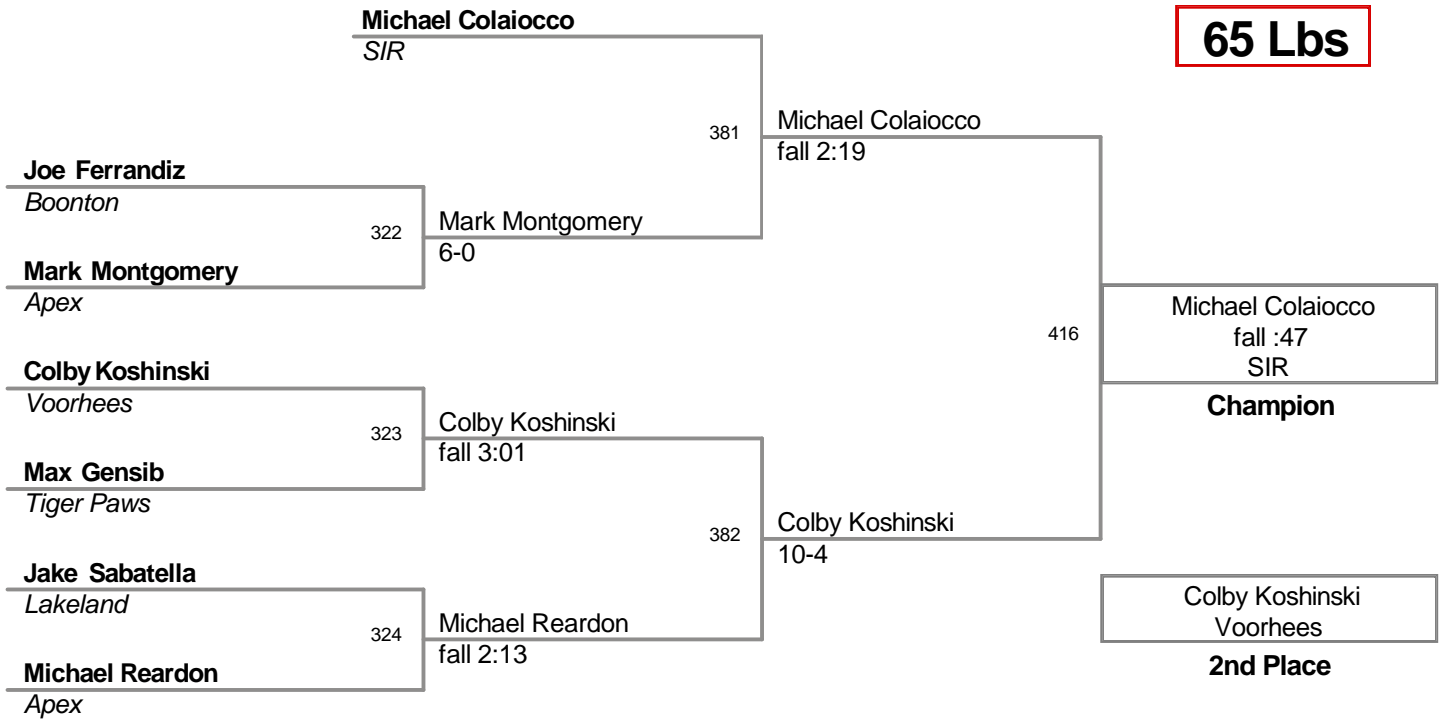 Michael Colaiocco
SIR
65 Lbs
381
Michael Colaiocco
fall 2:19
Joe Ferrandiz
Boonton
322
Mark Montgomery
6-0
Mark Montgomery
Apex
416
Michael Colaiocco
fall :47
SIR
Champion
Colby Koshinski
Voorhees
323
Colby Koshinski
fall 3:01
Max Gensib
Tiger Paws
382
Colby Koshinski
10-4
Jake Sabatella
Lakeland
324
Michael Reardon
fall 2:13
Michael Reardon
Apex
Colby Koshinski
Voorhees
2nd Place